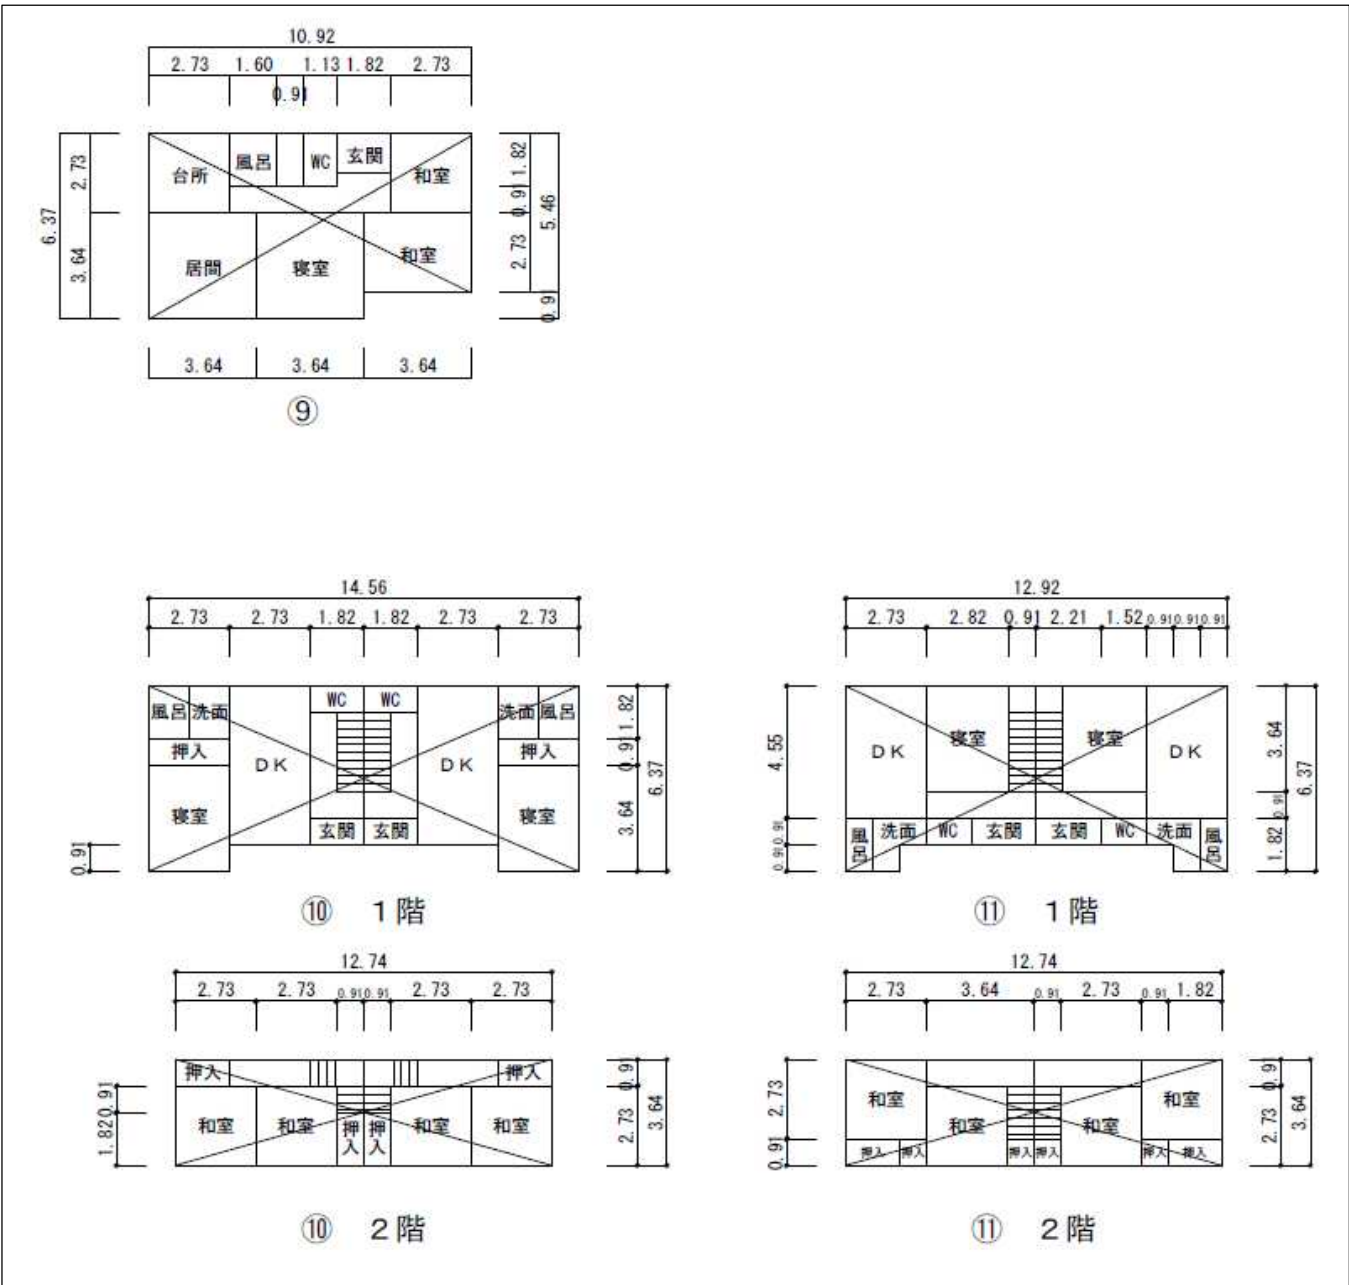 10.92
2.73 1.60 1.13 1.82 2.73
0.91
台所 風呂 WC 玄関 和室
居間 寝室 和室
6.37
2.73
3.64
1.82
0.91
2.73
0.91
5.46
3.64 3.64 3.64
⑨
14.56
2.73 2.73 1.82 1.82 2.73 2.73
風呂 洗面 WC WC 洗面 風呂
押入 DK DK 押入
寝室 玄関 玄関 寝室
0.91
1.82
0.91
3.64
6.37
⑩ 1階
12.92
2.73 2.82 0.91 2.21 1.52 0.91 0.91 0.91
DK 寝室 寝室 DK
風呂 洗面 WC 玄関 玄関 WC 洗面 風呂
4.55
0.91
0.91
3.64
0.91
1.82
6.37
⑪ 1階
12.74
2.73 2.73 0.91 0.91 2.73 2.73
押入 押入
和室 和室 押入 押入 和室 和室
0.91
1.82
0.91
2.73
3.64
⑩ 2階
12.74
2.73 3.64 0.91 2.73 0.91 1.82
和室 和室 和室 和室
押入 押入 押入 押入 押入 押入
2.73
0.91
0.91
2.73
3.64
⑪ 2階